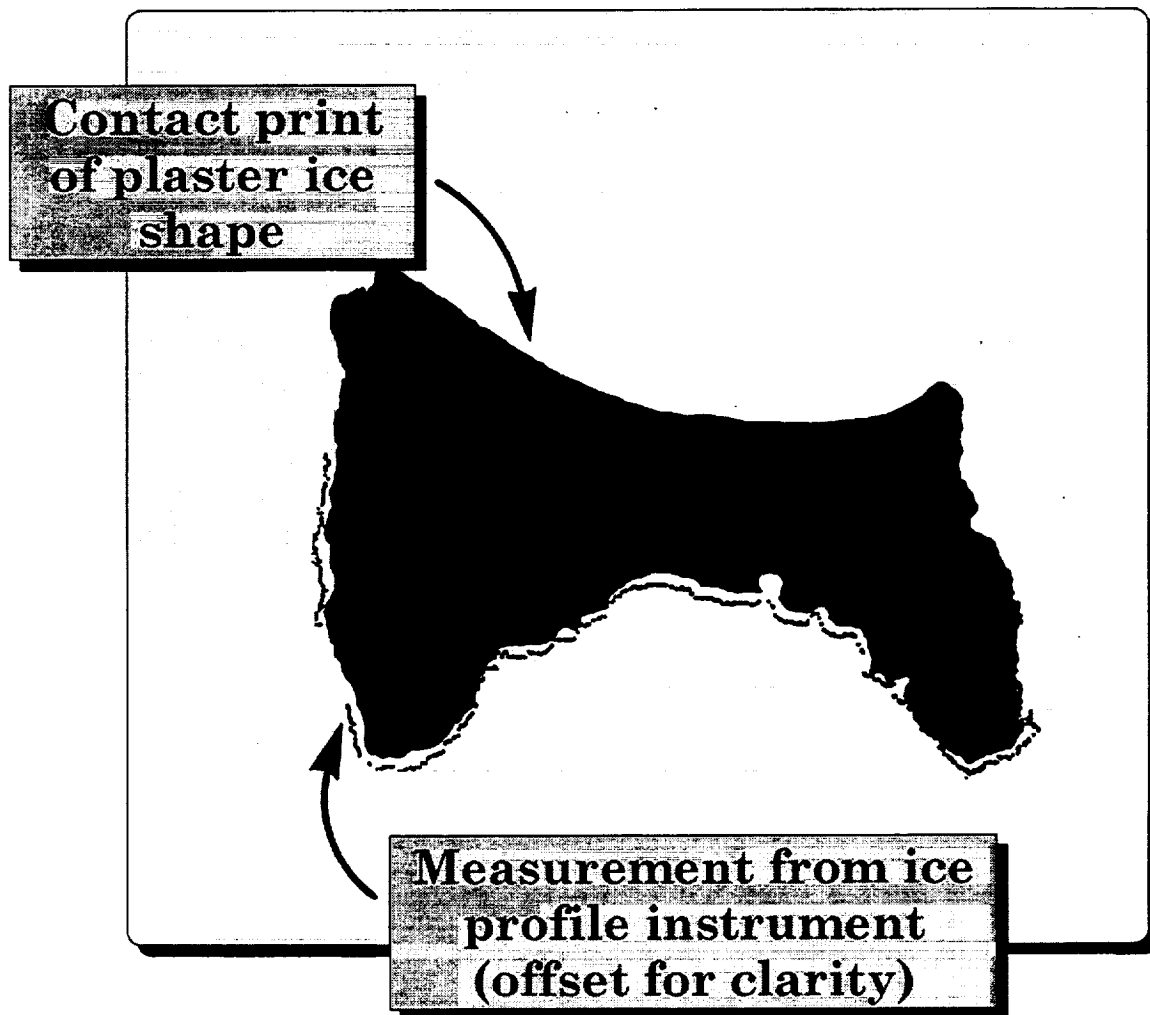 Contact print
of plaster ice
shape
Measurement from ice
profile instrument
(offset for clarity)